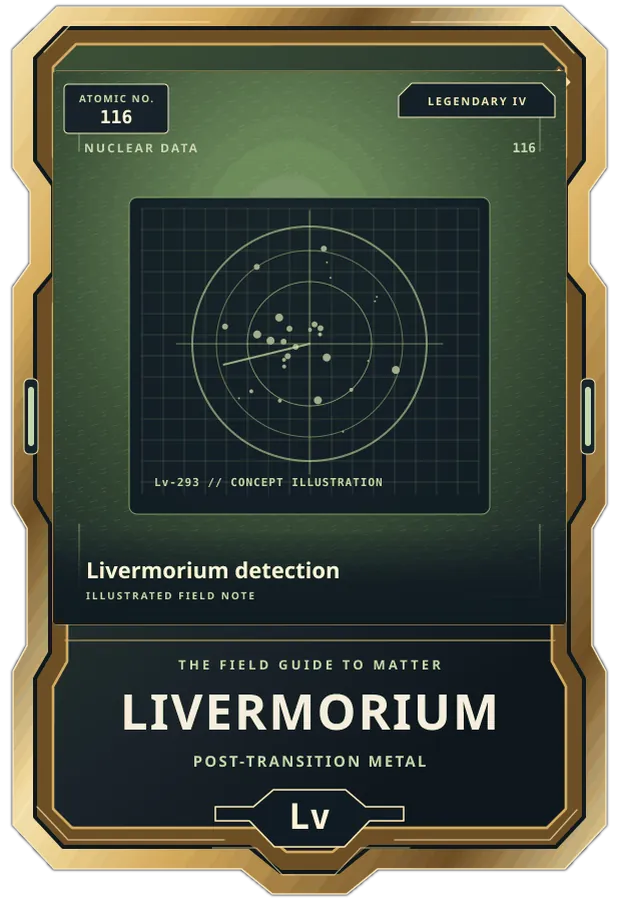 ATOMIC NO.
116
LEGENDARY IV
NUCLEAR DATA
116
Lv-293 // CONCEPT ILLUSTRATION
Livermorium detection
ILLUSTRATED FIELD NOTE
THE FIELD GUIDE TO MATTER
LIVERMORIUM
POST-TRANSITION METAL
Lv